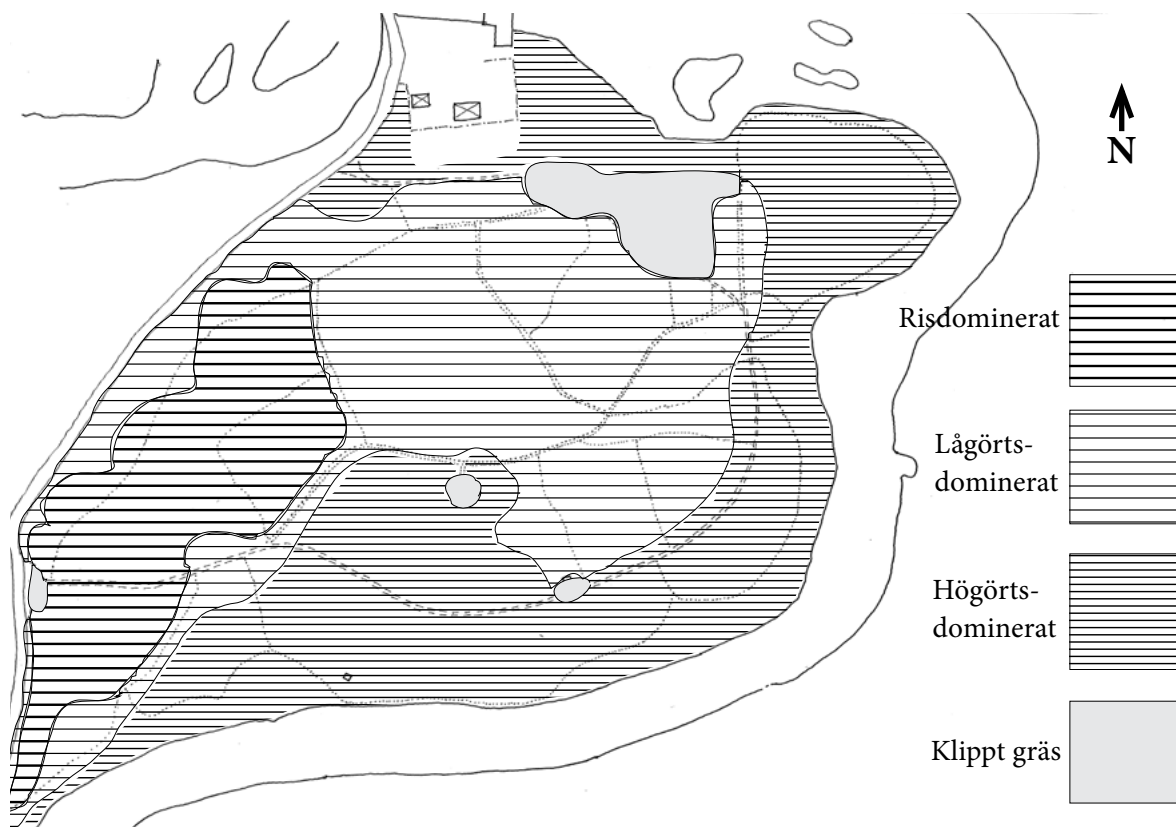 N
Risdominerat
Lågörts-
dominerat
Högörts-
dominerat
Klippt gräs